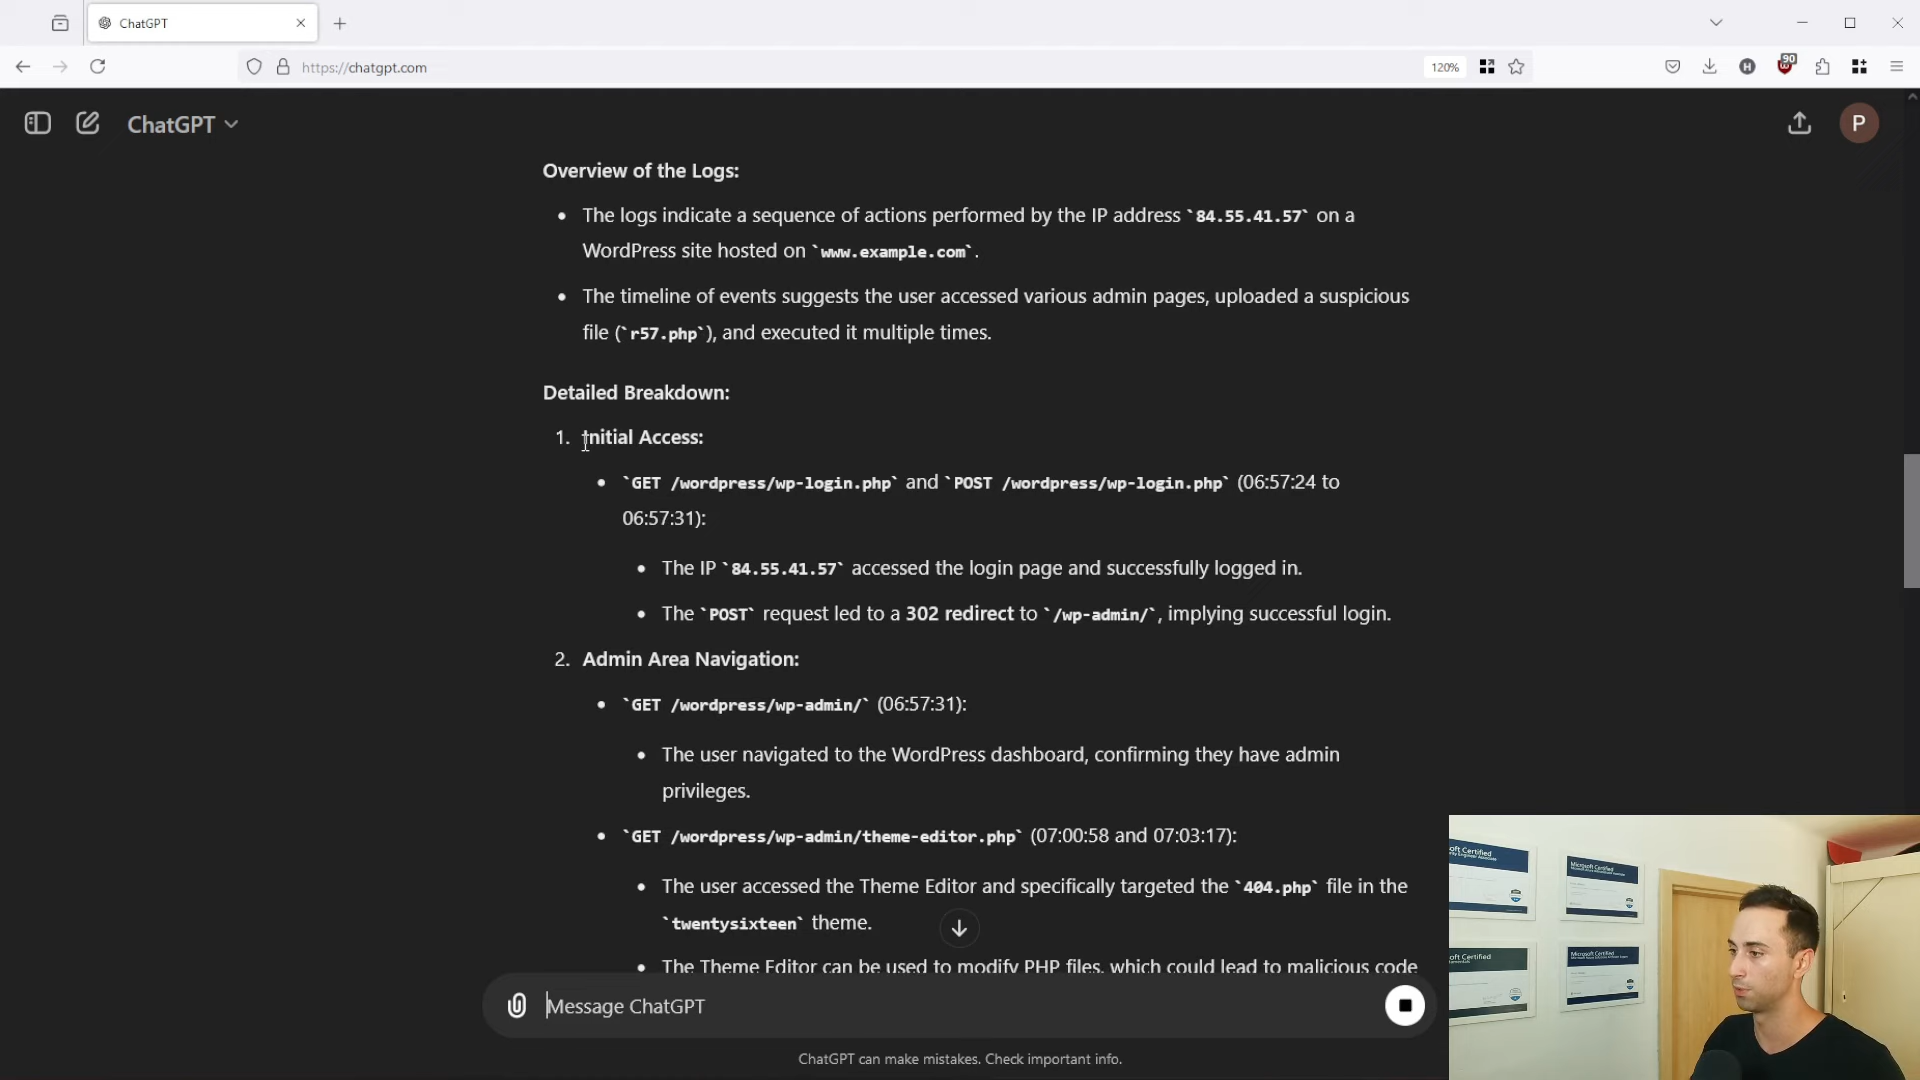 ChatGPT
https://chatgpt.com
120%
90
H
ChatGPT
P
Overview of the Logs:
• The logs indicate a sequence of actions performed by the IP address `84.55.41.57` on a
WordPress site hosted on `www.example.com`.
• The timeline of events suggests the user accessed various admin pages, uploaded a suspicious
file (`r57.php`), and executed it multiple times.
Detailed Breakdown:
1. Initial Access:
• `GET /wordpress/wp-login.php` and `POST /wordpress/wp-login.php` (06:57:24 to
06:57:31):
• The IP `84.55.41.57` accessed the login page and successfully logged in.
• The `POST` request led to a 302 redirect to `/wp-admin/`, implying successful login.
2. Admin Area Navigation:
• `GET /wordpress/wp-admin/` (06:57:31):
• The user navigated to the WordPress dashboard, confirming they have admin
privileges.
• `GET /wordpress/wp-admin/theme-editor.php` (07:00:58 and 07:03:17):
• The user accessed the Theme Editor and specifically targeted the `404.php` file in the
`twentysixteen` theme.
• The Theme Editor can be used to modify PHP files, which could lead to malicious code
Message ChatGPT
ChatGPT can make mistakes. Check important info.
Microsoft Certified